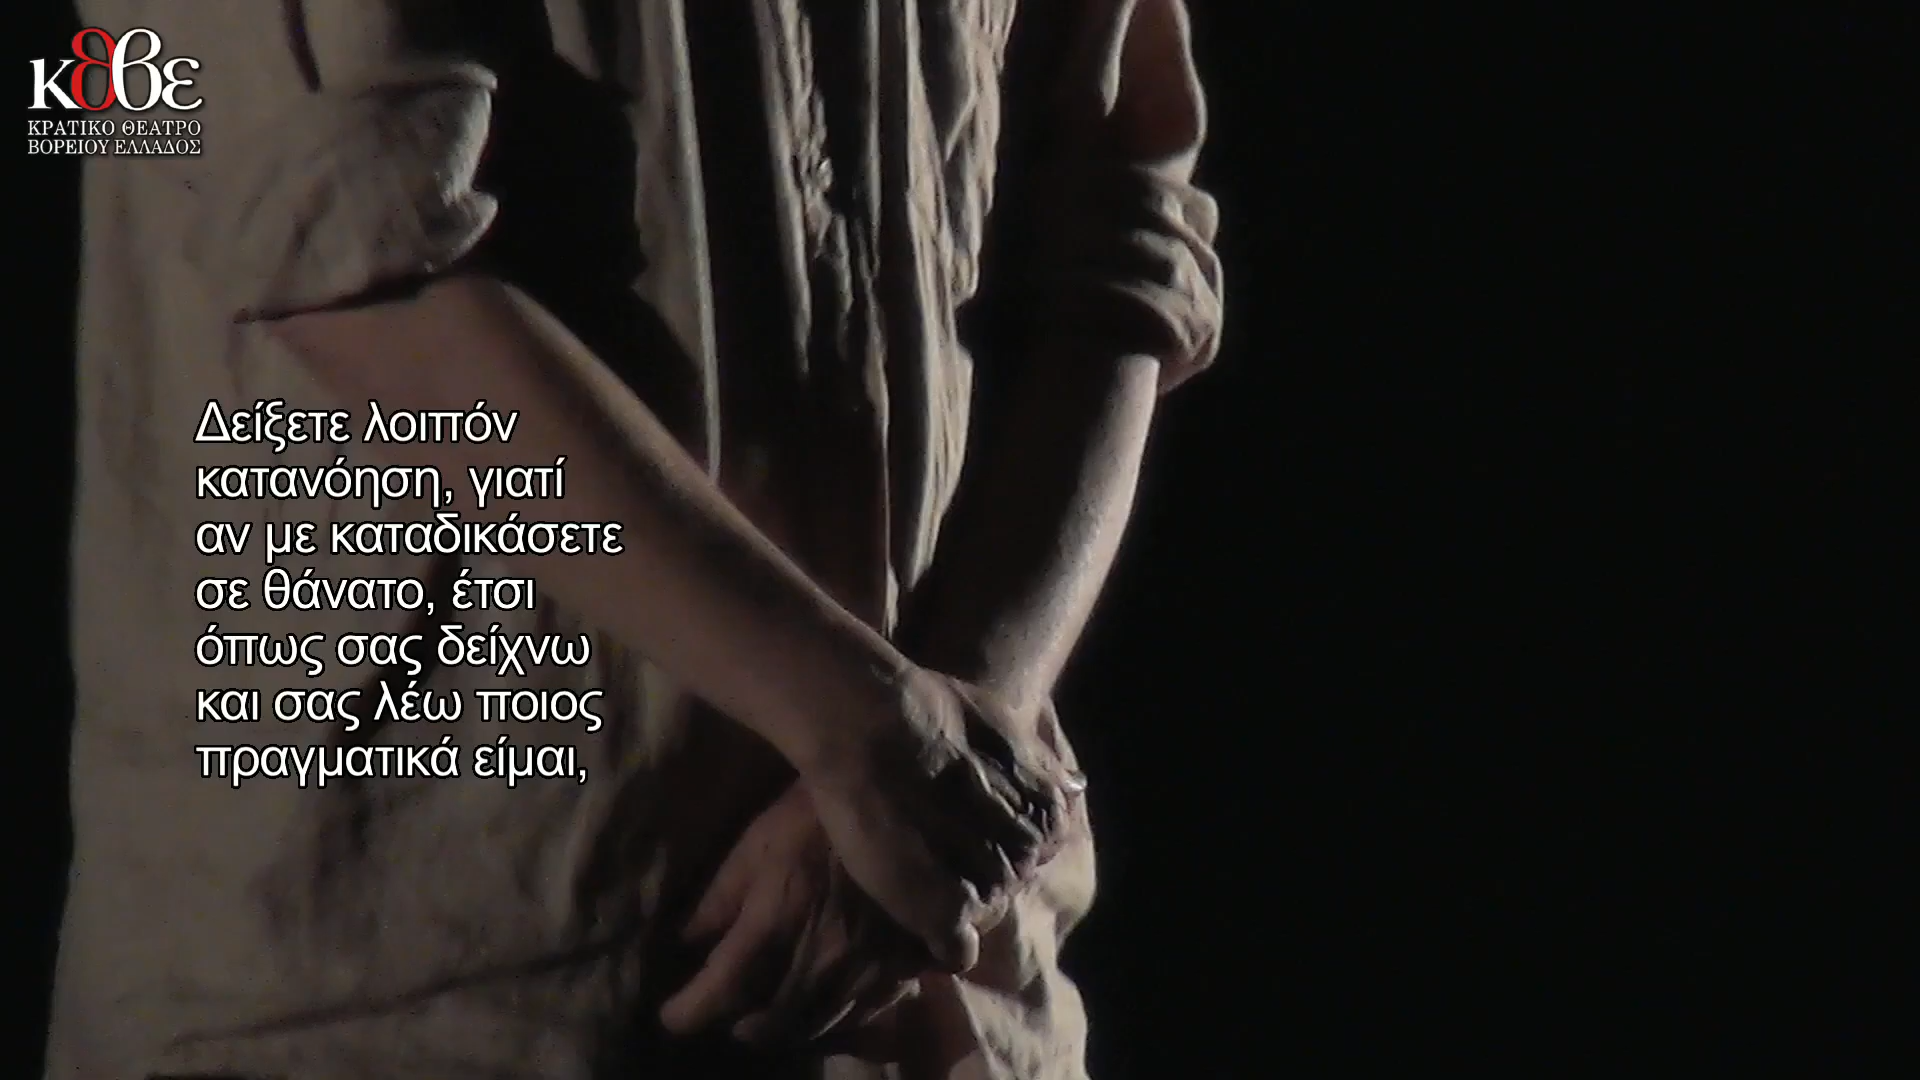 κθβε
ΚΡΑΤΙΚΟ ΘΕΑΤΡΟ
ΒΟΡΕΙΟΥ ΕΛΛΑΔΟΣ
Δείξετε λοιπόν
κατανόηση, γιατί
αν με καταδικάσετε
σε θάνατο, έτσι
όπως σας δείχνω
και σας λέω ποιος
πραγματικά είμαι,